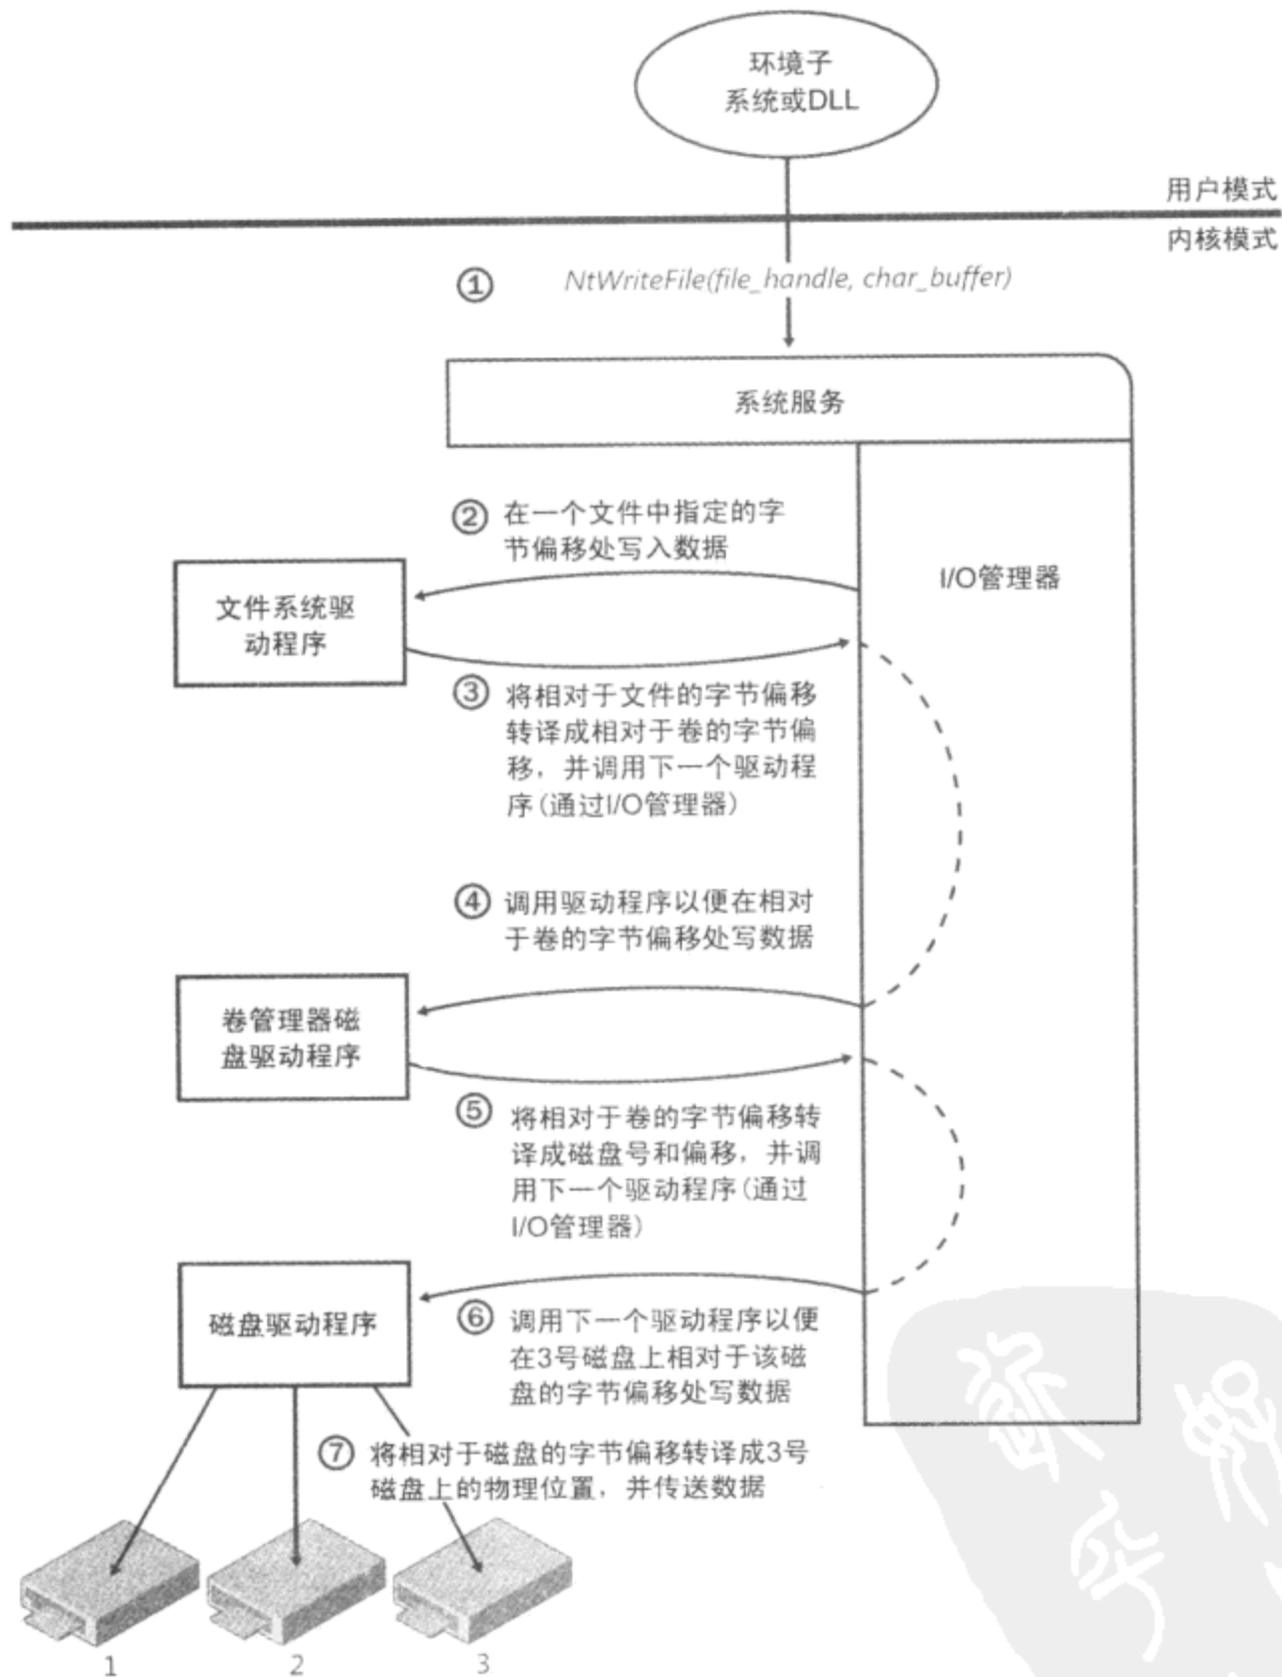 环境子
系统或DLL
用户模式
内核模式
① NtWriteFile(file_handle, char_buffer)
系统服务
② 在一个文件中指定的字
节偏移处写入数据
I/O管理器
文件系统驱
动程序
③ 将相对于文件的字节偏移
转译成相对于卷的字节偏
移，并调用下一个驱动程
序(通过I/O管理器)
④ 调用驱动程序以便在相对
于卷的字节偏移处写数据
卷管理器磁
盘驱动程序
⑤ 将相对于卷的字节偏移转
译成磁盘号和偏移，并调
用下一个驱动程序(通过
I/O管理器)
磁盘驱动程序
⑥ 调用下一个驱动程序以便
在3号磁盘上相对于该磁
盘的字节偏移处写数据
⑦ 将相对于磁盘的字节偏移转译成3号
磁盘上的物理位置，并传送数据
1
2
3